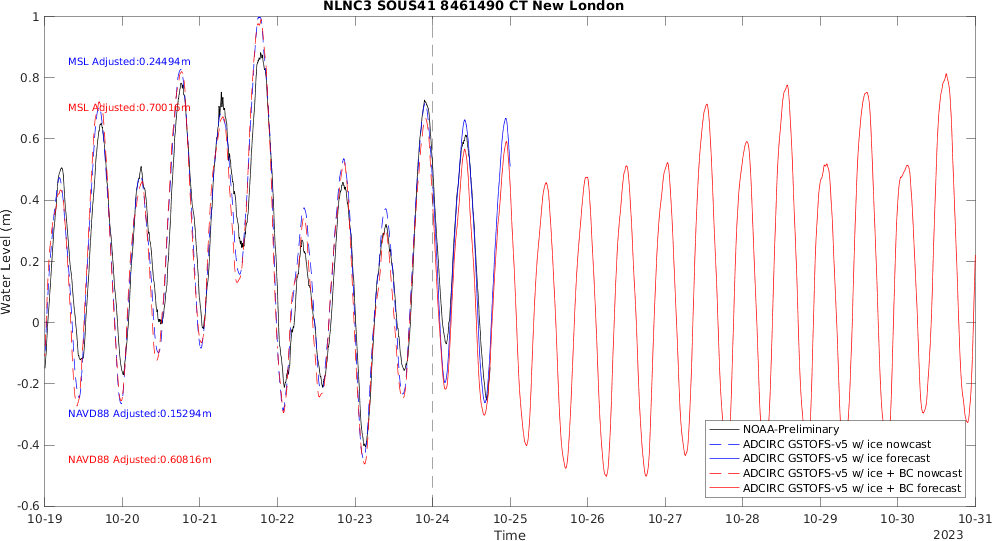 NLNC3 SOUS41 8461490 CT New London
MSL Adjusted:0.24494m
MSL Adjusted:0.70016m
NAVD88 Adjusted:0.15294m
NAVD88 Adjusted:0.60816m
Water Level (m)
1
0.8
0.6
0.4
0.2
0
-0.2
-0.4
-0.6
NOAA-Preliminary
ADCIRC GSTOFS-v5 w/ ice nowcast
ADCIRC GSTOFS-v5 w/ ice forecast
ADCIRC GSTOFS-v5 w/ ice + BC nowcast
ADCIRC GSTOFS-v5 w/ ice + BC forecast
10-19 10-20 10-21 10-22 10-23 10-24 10-25 10-26 10-27 10-28 10-29 10-30 10-31
Time
2023